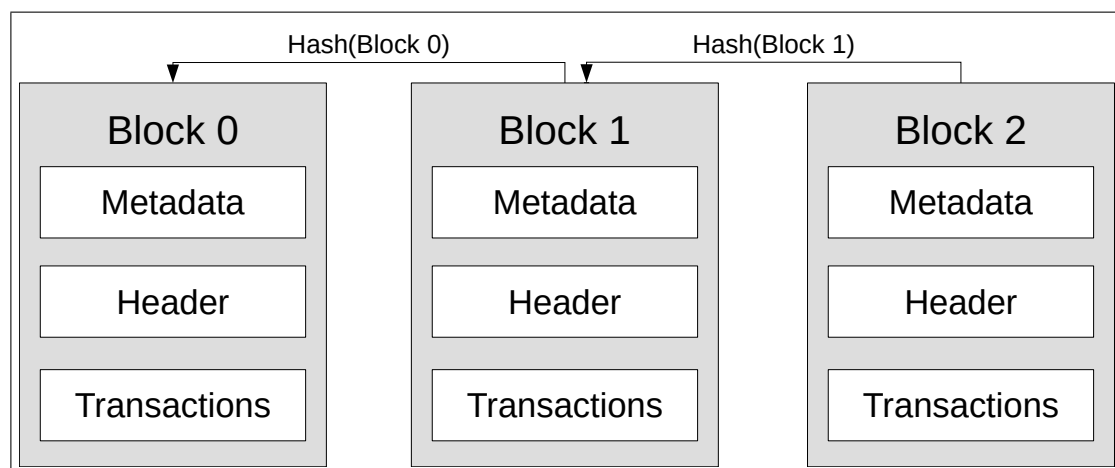 Hash(Block 0)
Hash(Block 1)
Block 0
Metadata
Header
Transactions
Block 1
Metadata
Header
Transactions
Block 2
Metadata
Header
Transactions